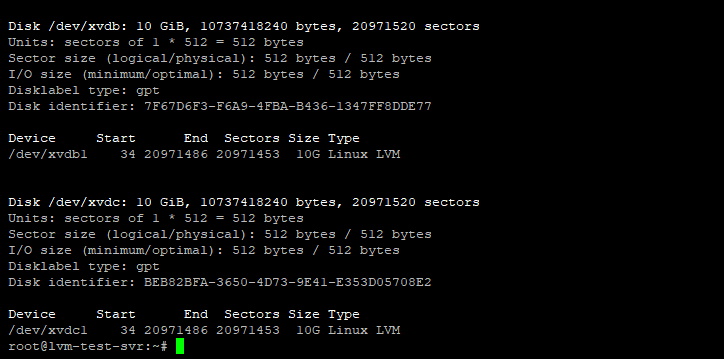 Disk /dev/xvdb: 10 GiB, 10737418240 bytes, 20971520 sectors
Units: sectors of 1 * 512 = 512 bytes
Sector size (logical/physical): 512 bytes / 512 bytes
I/O size (minimum/optimal): 512 bytes / 512 bytes
Disklabel type: gpt
Disk identifier: 7F67D6F3-F6A9-4FBA-B436-1347FF8DDE77
Device     Start      End  Sectors Size Type
/dev/xvdb1    34 20971486 20971453  10G Linux LVM
Disk /dev/xvdc: 10 GiB, 10737418240 bytes, 20971520 sectors
Units: sectors of 1 * 512 = 512 bytes
Sector size (logical/physical): 512 bytes / 512 bytes
I/O size (minimum/optimal): 512 bytes / 512 bytes
Disklabel type: gpt
Disk identifier: BEB82BFA-3650-4D73-9E41-E353D05708E2
Device     Start      End  Sectors Size Type
/dev/xvdc1    34 20971486 20971453  10G Linux LVM
root@lvm-test-svr:~#